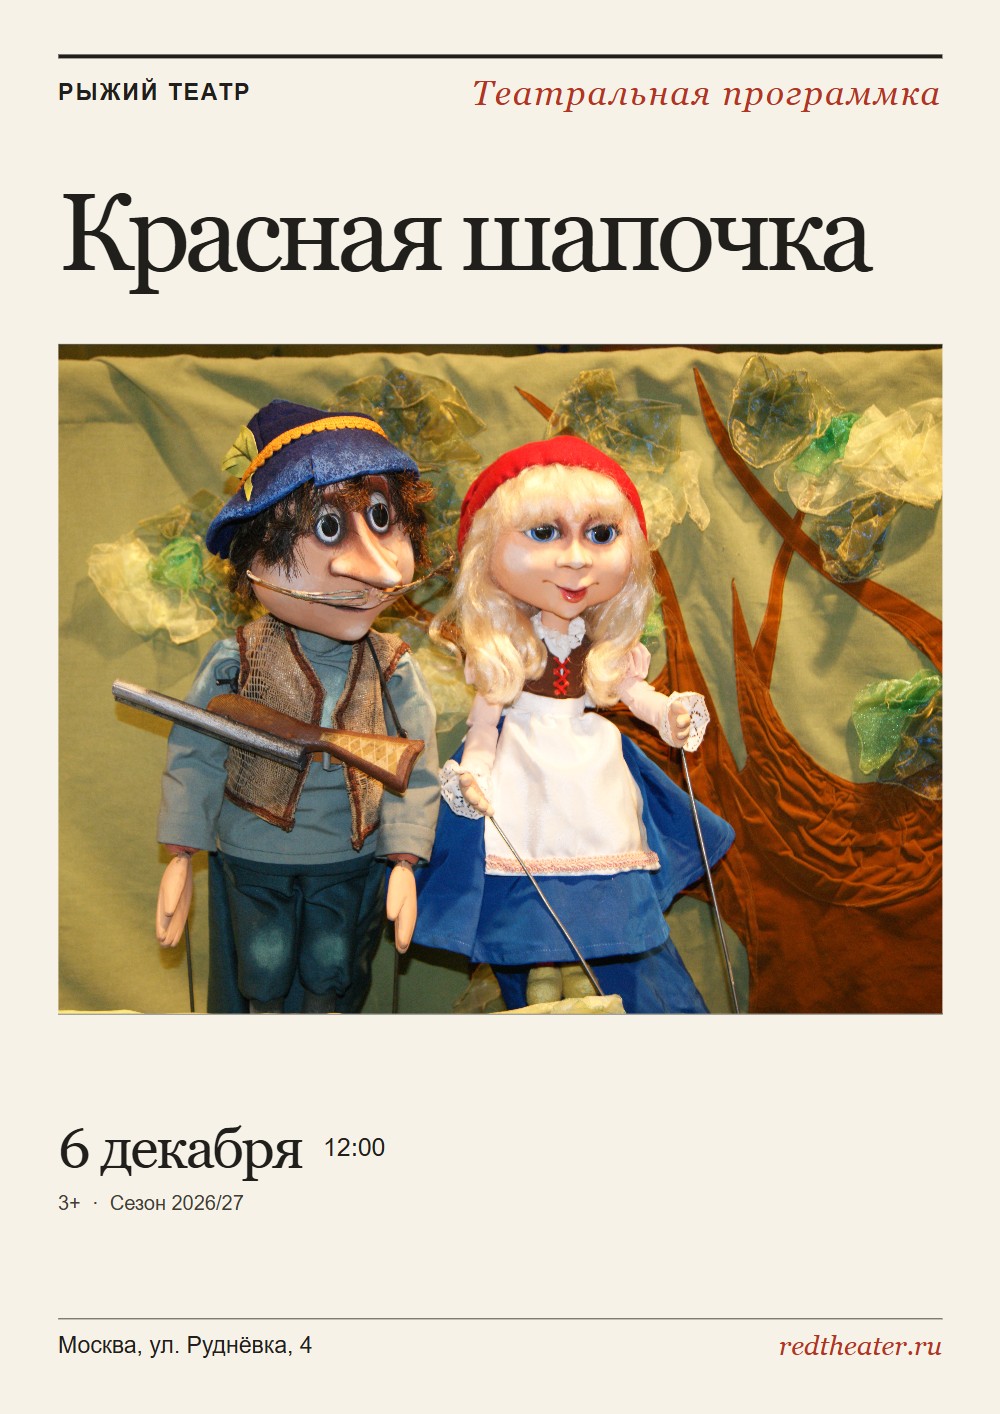 РЫЖИЙ ТЕАТР
Театральная программка
Красная шапочка
6 декабря 12:00
3+ · Сезон 2026/27
Москва, ул. Руднёвка, 4
redtheater.ru